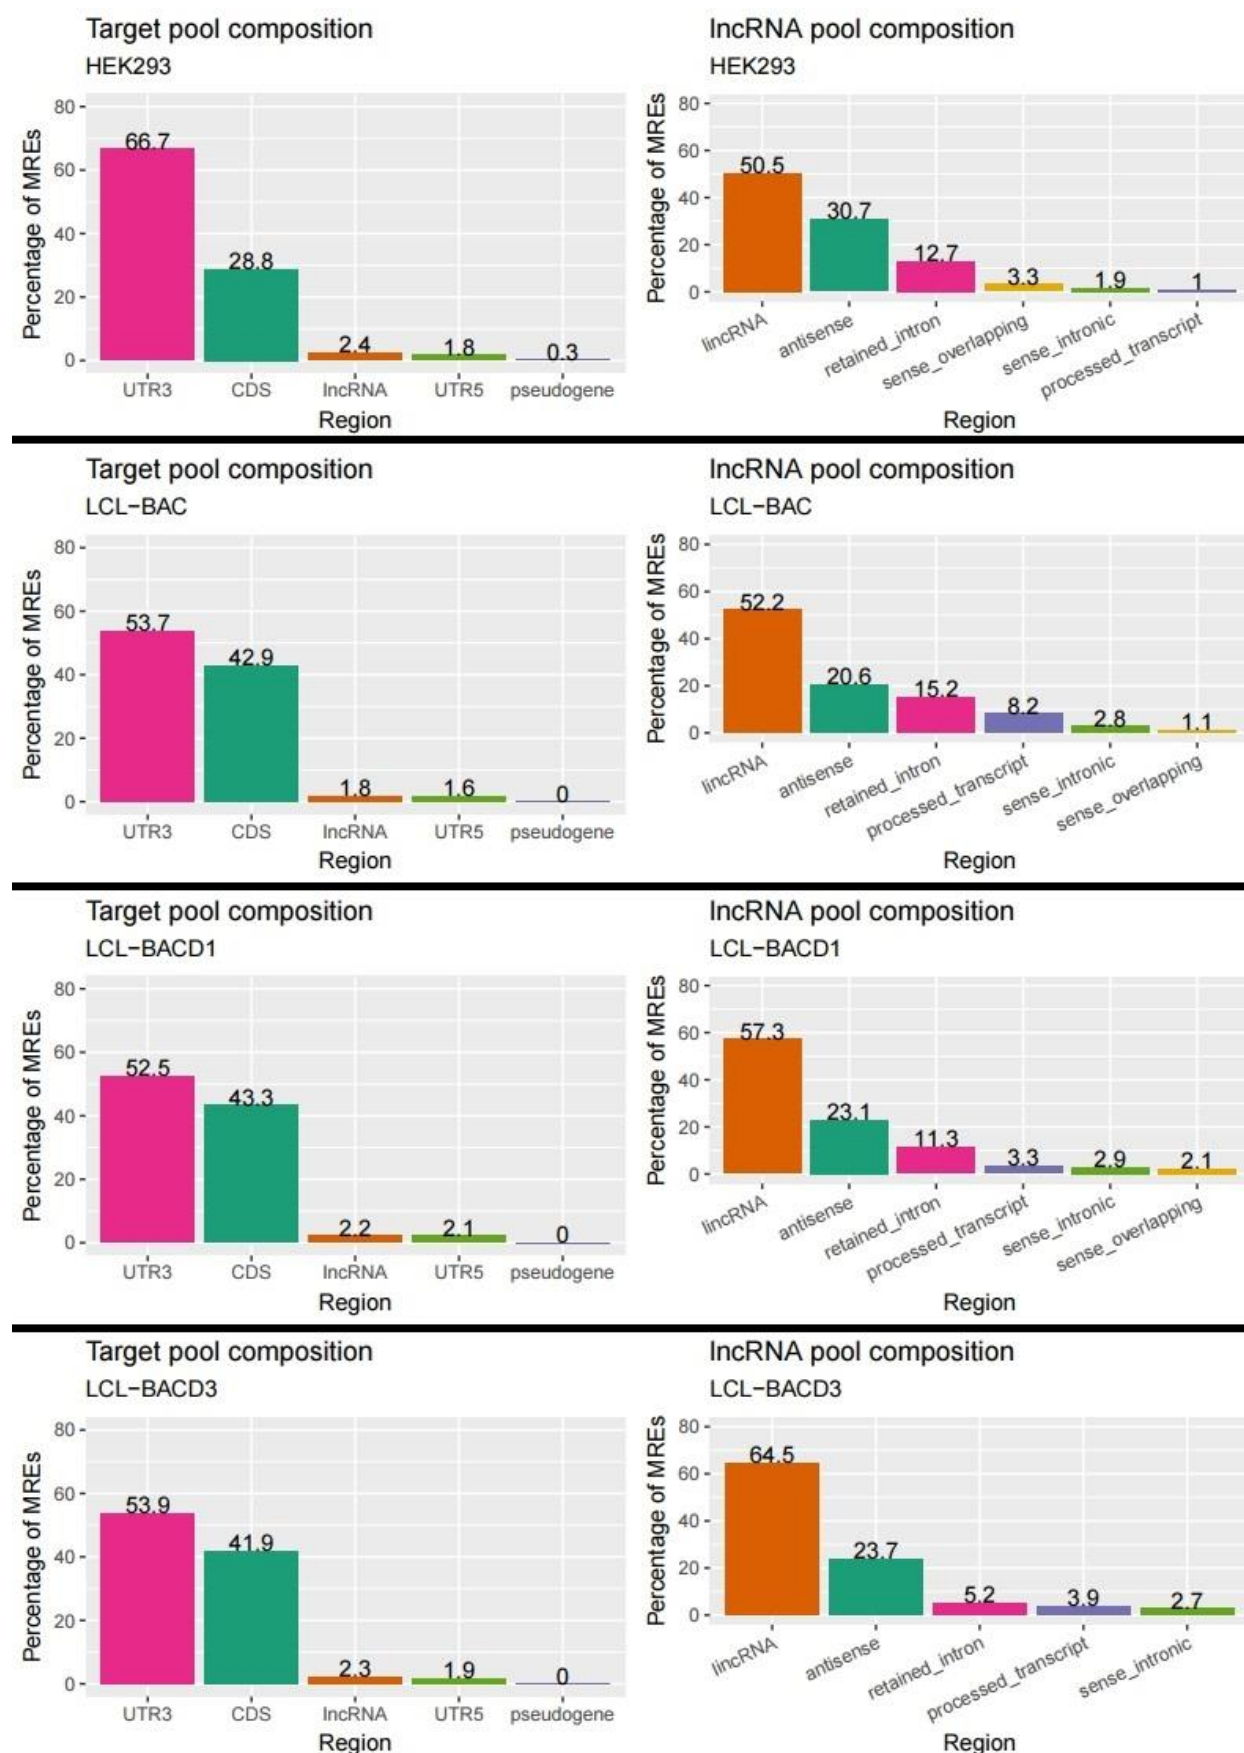 Target pool composition
HEK293
Percentage of MREs
80
60
40
20
0
66.7
28.8
2.4
1.8
0.3
UTR3 CDS lncRNA UTR5 pseudogene
Region
lncRNA pool composition
HEK293
Percentage of MREs
80
60
40
20
0
50.5
30.7
12.7
3.3
1.9
1
lincRNA antisense retained_intron sense_overlapping sense_intronic processed_transcript
Region
Target pool composition
LCL-BAC
Percentage of MREs
80
60
40
20
0
53.7
42.9
1.8
1.6
0
UTR3 CDS lncRNA UTR5 pseudogene
Region
lncRNA pool composition
LCL-BAC
Percentage of MREs
80
60
40
20
0
52.2
20.6
15.2
8.2
2.8
1.1
lincRNA antisense retained_intron processed_transcript sense_intronic sense_overlapping
Region
Target pool composition
LCL-BACD1
Percentage of MREs
80
60
40
20
0
52.5
43.3
2.2
2.1
0
UTR3 CDS lncRNA UTR5 pseudogene
Region
lncRNA pool composition
LCL-BACD1
Percentage of MREs
80
60
40
20
0
57.3
23.1
11.3
3.3
2.9
2.1
lincRNA antisense retained_intron processed_transcript sense_intronic sense_overlapping
Region
Target pool composition
LCL-BACD3
Percentage of MREs
80
60
40
20
0
53.9
41.9
2.3
1.9
0
UTR3 CDS lncRNA UTR5 pseudogene
Region
lncRNA pool composition
LCL-BACD3
Percentage of MREs
80
60
40
20
0
64.5
23.7
5.2
3.9
2.7
lincRNA antisense retained_intron processed_transcript sense_intronic
Region